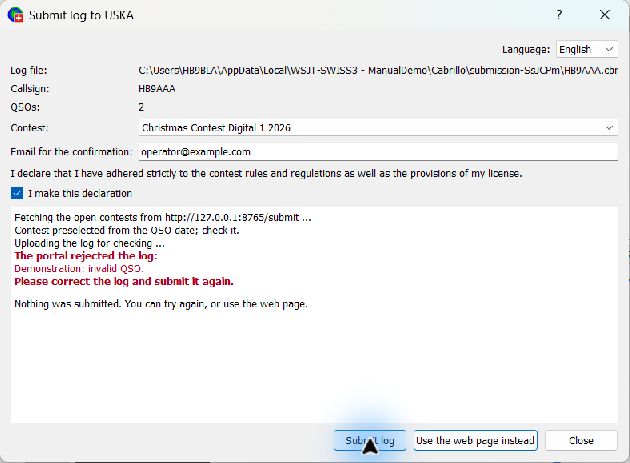 Submit log to USKA
? ✕
Language: English
Log file: C:\Users\HB9BLA\AppData\Local\WSJT-SWISS3 - ManualDemo\Cabrillo\submission-SsJCPm\HB9AAA.cbr
Callsign: HB9AAA
QSOs: 2
Contest: Christmas Contest Digital 1 2026
Email for the confirmation: operator@example.com
I declare that I have adhered strictly to the contest rules and regulations as well as the provisions of my license.
I make this declaration
Fetching the open contests from http://127.0.0.1:8765/submit ...
Contest preselected from the QSO date; check it.
Uploading the log for checking ...
The portal rejected the log:
Demonstration: invalid QSO.
Please correct the log and submit it again.
Nothing was submitted. You can try again, or use the web page.
Submit log Use the web page instead Close